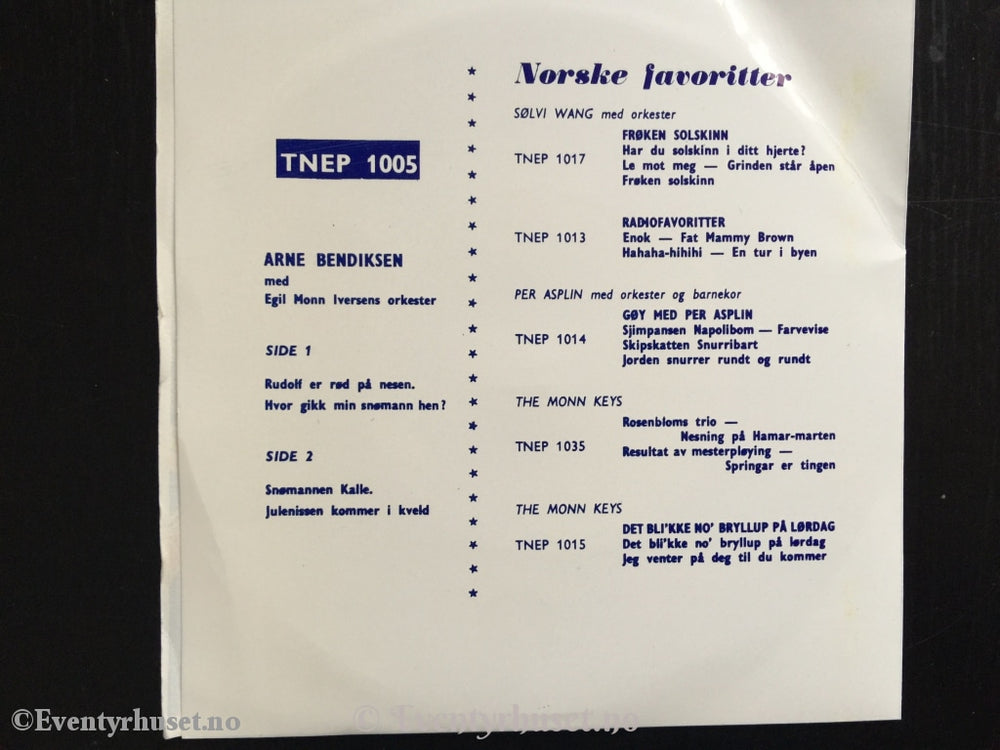 TNEP 1005
ARNE BENDIKSEN
med
Egil Monn Iversens orkester
SIDE 1
Rudolf er rød på nesen.
Hvor gikk min snømann hen?
SIDE 2
Snømannen Kalle.
Julenissen kommer i kveld
Norske favoritter
SØLVI WANG med orkester
TNEP 1017
FRØKEN SOLSKINN
Har du solskinn i ditt hjerte?
Le mot meg — Grinden står åpen
Frøken solskinn
TNEP 1013
RADIOFAVORITTER
Enok — Fat Mammy Brown
Hahaha-hihihi — En tur i byen
PER ASPLIN med orkester og barnekor
TNEP 1014
GØY MED PER ASPLIN
Sjimpansen Napolibom — Farvevise
Skipskatten Snurribart
Jorden snurrer rundt og rundt
THE MONN KEYS
TNEP 1035
Rosenbloms trio —
Nesning på Hamar-marten
Resultat av mesterpløying —
Springar er tingen
THE MONN KEYS
TNEP 1015
DET BLI'KKE NO' BRYLLUP PÅ LØRDAG
Det bli'kke no' bryllup på lørdag
Jeg venter på deg til du kommer
©Eventyrhuset.no
© Eventyrhuset.no